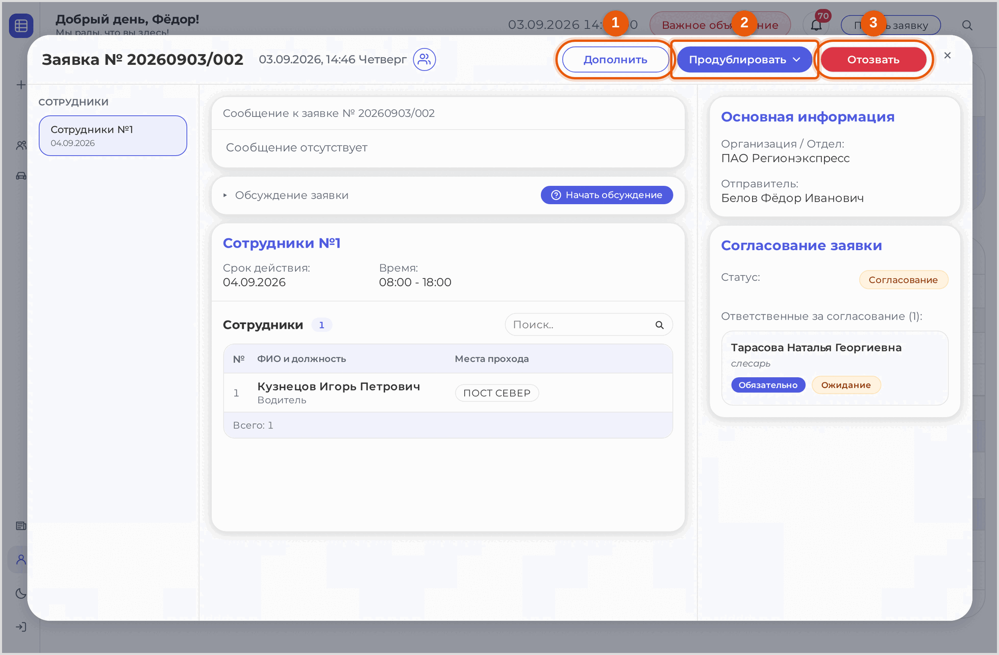 Добрый день, Фёдор!
Мы рады, что вы здесь!
03.09.2026 14:
1
0
Важное объ
2
ние
70
3
заявку
Заявка № 20260903/002
03.09.2026, 14:46 Четверг
Дополнить
Продублировать
Отозвать
СОТРУДНИКИ
Сотрудники №1
04.09.2026
Сообщение к заявке № 20260903/002
Сообщение отсутствует
Обсуждение заявки
Начать обсуждение
Сотрудники №1
Срок действия:
Время:
04.09.2026
08:00 - 18:00
Сотрудники
1
Поиск..
№
ФИО и должность
Места прохода
1
Кузнецов Игорь Петрович
Водитель
ПОСТ СЕВЕР
Всего: 1
Основная информация
Организация / Отдел:
ПАО Регионэкспресс
Отправитель:
Белов Фёдор Иванович
Согласование заявки
Статус:
Согласование
Ответственные за согласование (1):
Тарасова Наталья Георгиевна
слесарь
Обязательно
Ожидание